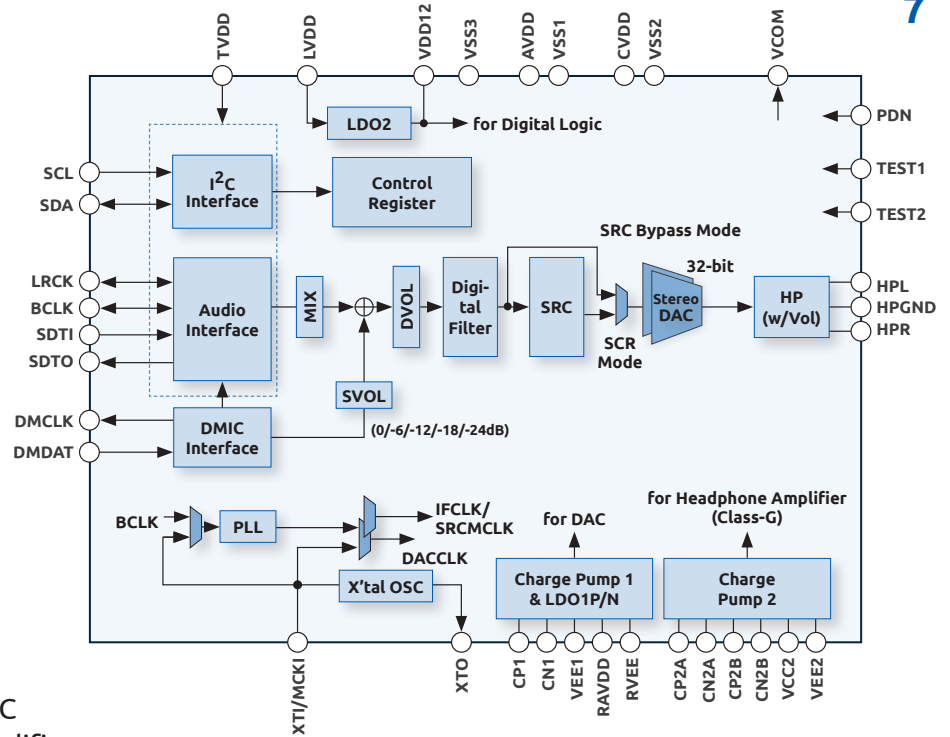 7
TVDD
LVDD
VDD12
VSS3
AVDD
VSS1
CVDD
VSS2
VCOM
PDN
TEST1
TEST2
LDO2
for Digital Logic
SCL
SDA
I2C
Interface
Control
Register
LRCK
BCLK
SDTI
SDTO
Audio
Interface
MIX
DVOL
Digi-
tal
Filter
SRC
SRC Bypass Mode
SCR
Mode
32-bit
Stereo
DAC
HP
(w/Vol)
HPL
HPGND
HPR
SVOL
(0/-6/-12/-18/-24dB)
DMCLK
DMDAT
DMIC
Interface
BCLK
PLL
IFCLK/
SRCMCLK
DACCLK
X'tal OSC
for DAC
Charge Pump 1
& LDO1P/N
for Headphone Amplifier
(Class-G)
Charge
Pump 2
XTI/MCKI
XTO
CP1
CN1
VEE1
RAVDD
RVEE
CP2A
CN2A
CP2B
CN2B
VCC2
VEE2
C